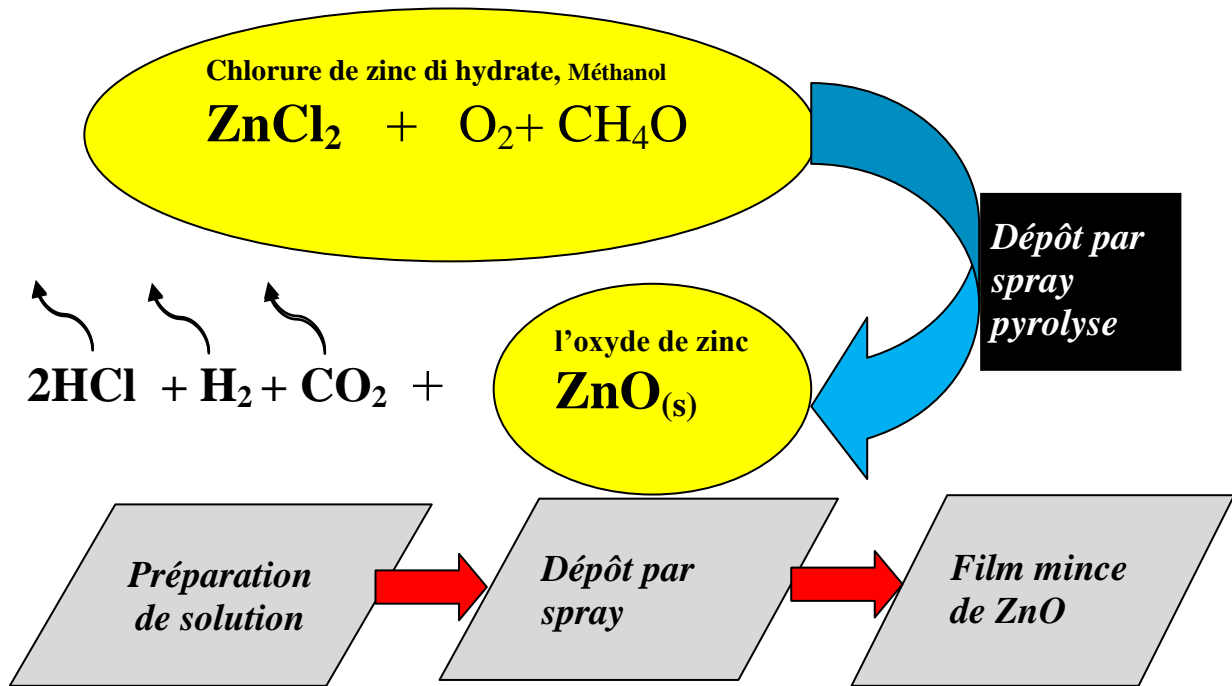 Chlorure de zinc di hydrate, Méthanol
ZnCl₂ + O₂+ CH₄O
Dépôt par
spray
pyrolyse
l’oxyde de zinc
2HCl + H₂ + CO₂ + ZnO(s)
Préparation
de solution
Dépôt par
spray
Film mince
de ZnO